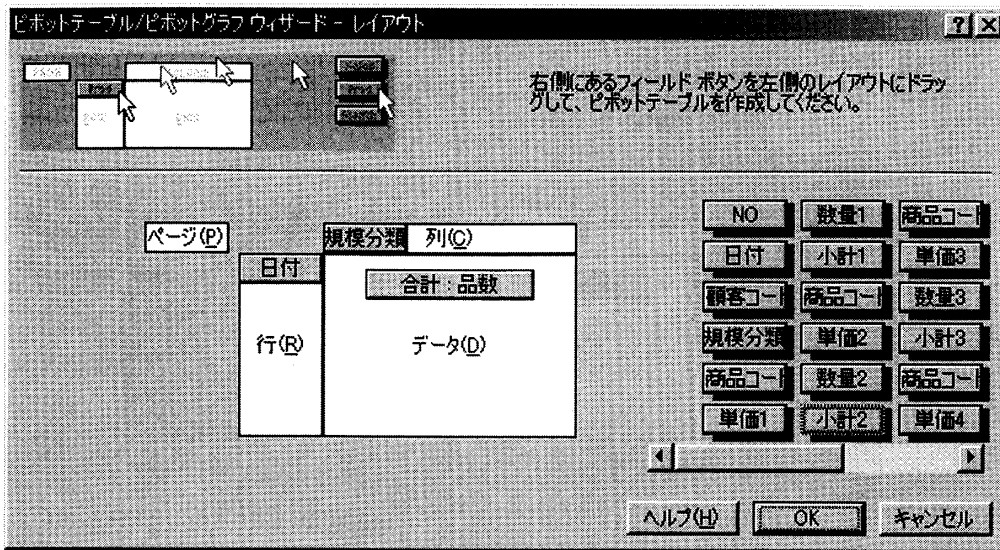 ピボットテーブル/ピボットグラフ ウィザード - レイアウト
右側にあるフィールド ボタンを左側のレイアウトにドラッ
グして、ピボットテーブルを作成してください。
ページ(P)
規模分類 列(C)
日付
合計 : 品数
行(R)
データ(D)
NO 数量1 商品コード
日付 小計1 単価3
顧客コード 商品コード 数量3
規模分類 単価2 小計3
商品コード 数量2 商品コード
単価1 小計2 単価4
ヘルプ(H) OK キャンセル